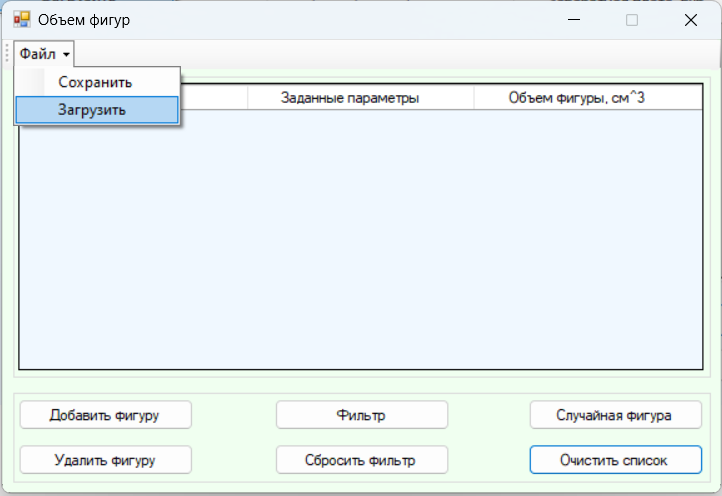 Объем фигур
Файл
Сохранить
Загрузить
Заданные параметры
Объем фигуры, см^3
Добавить фигуру
Фильтр
Случайная фигура
Удалить фигуру
Сбросить фильтр
Очистить список